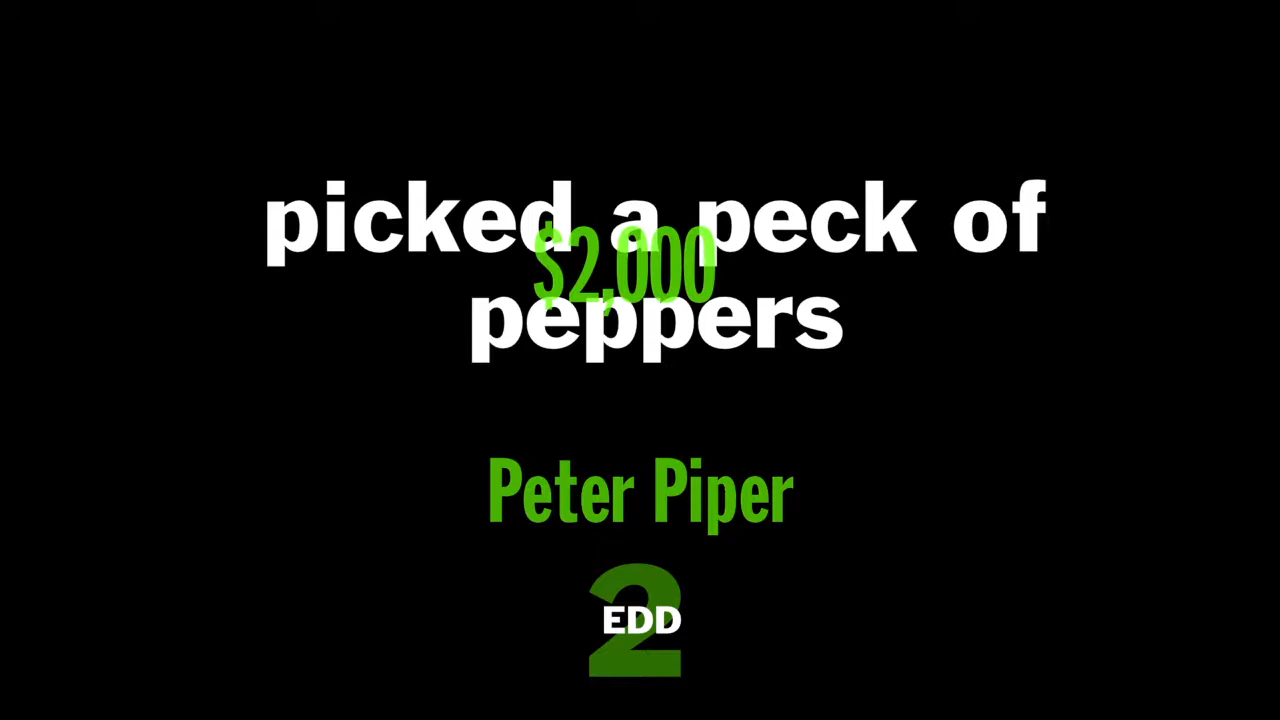 picked a peck of
$2,000
peppers
Peter Piper
2
EDD